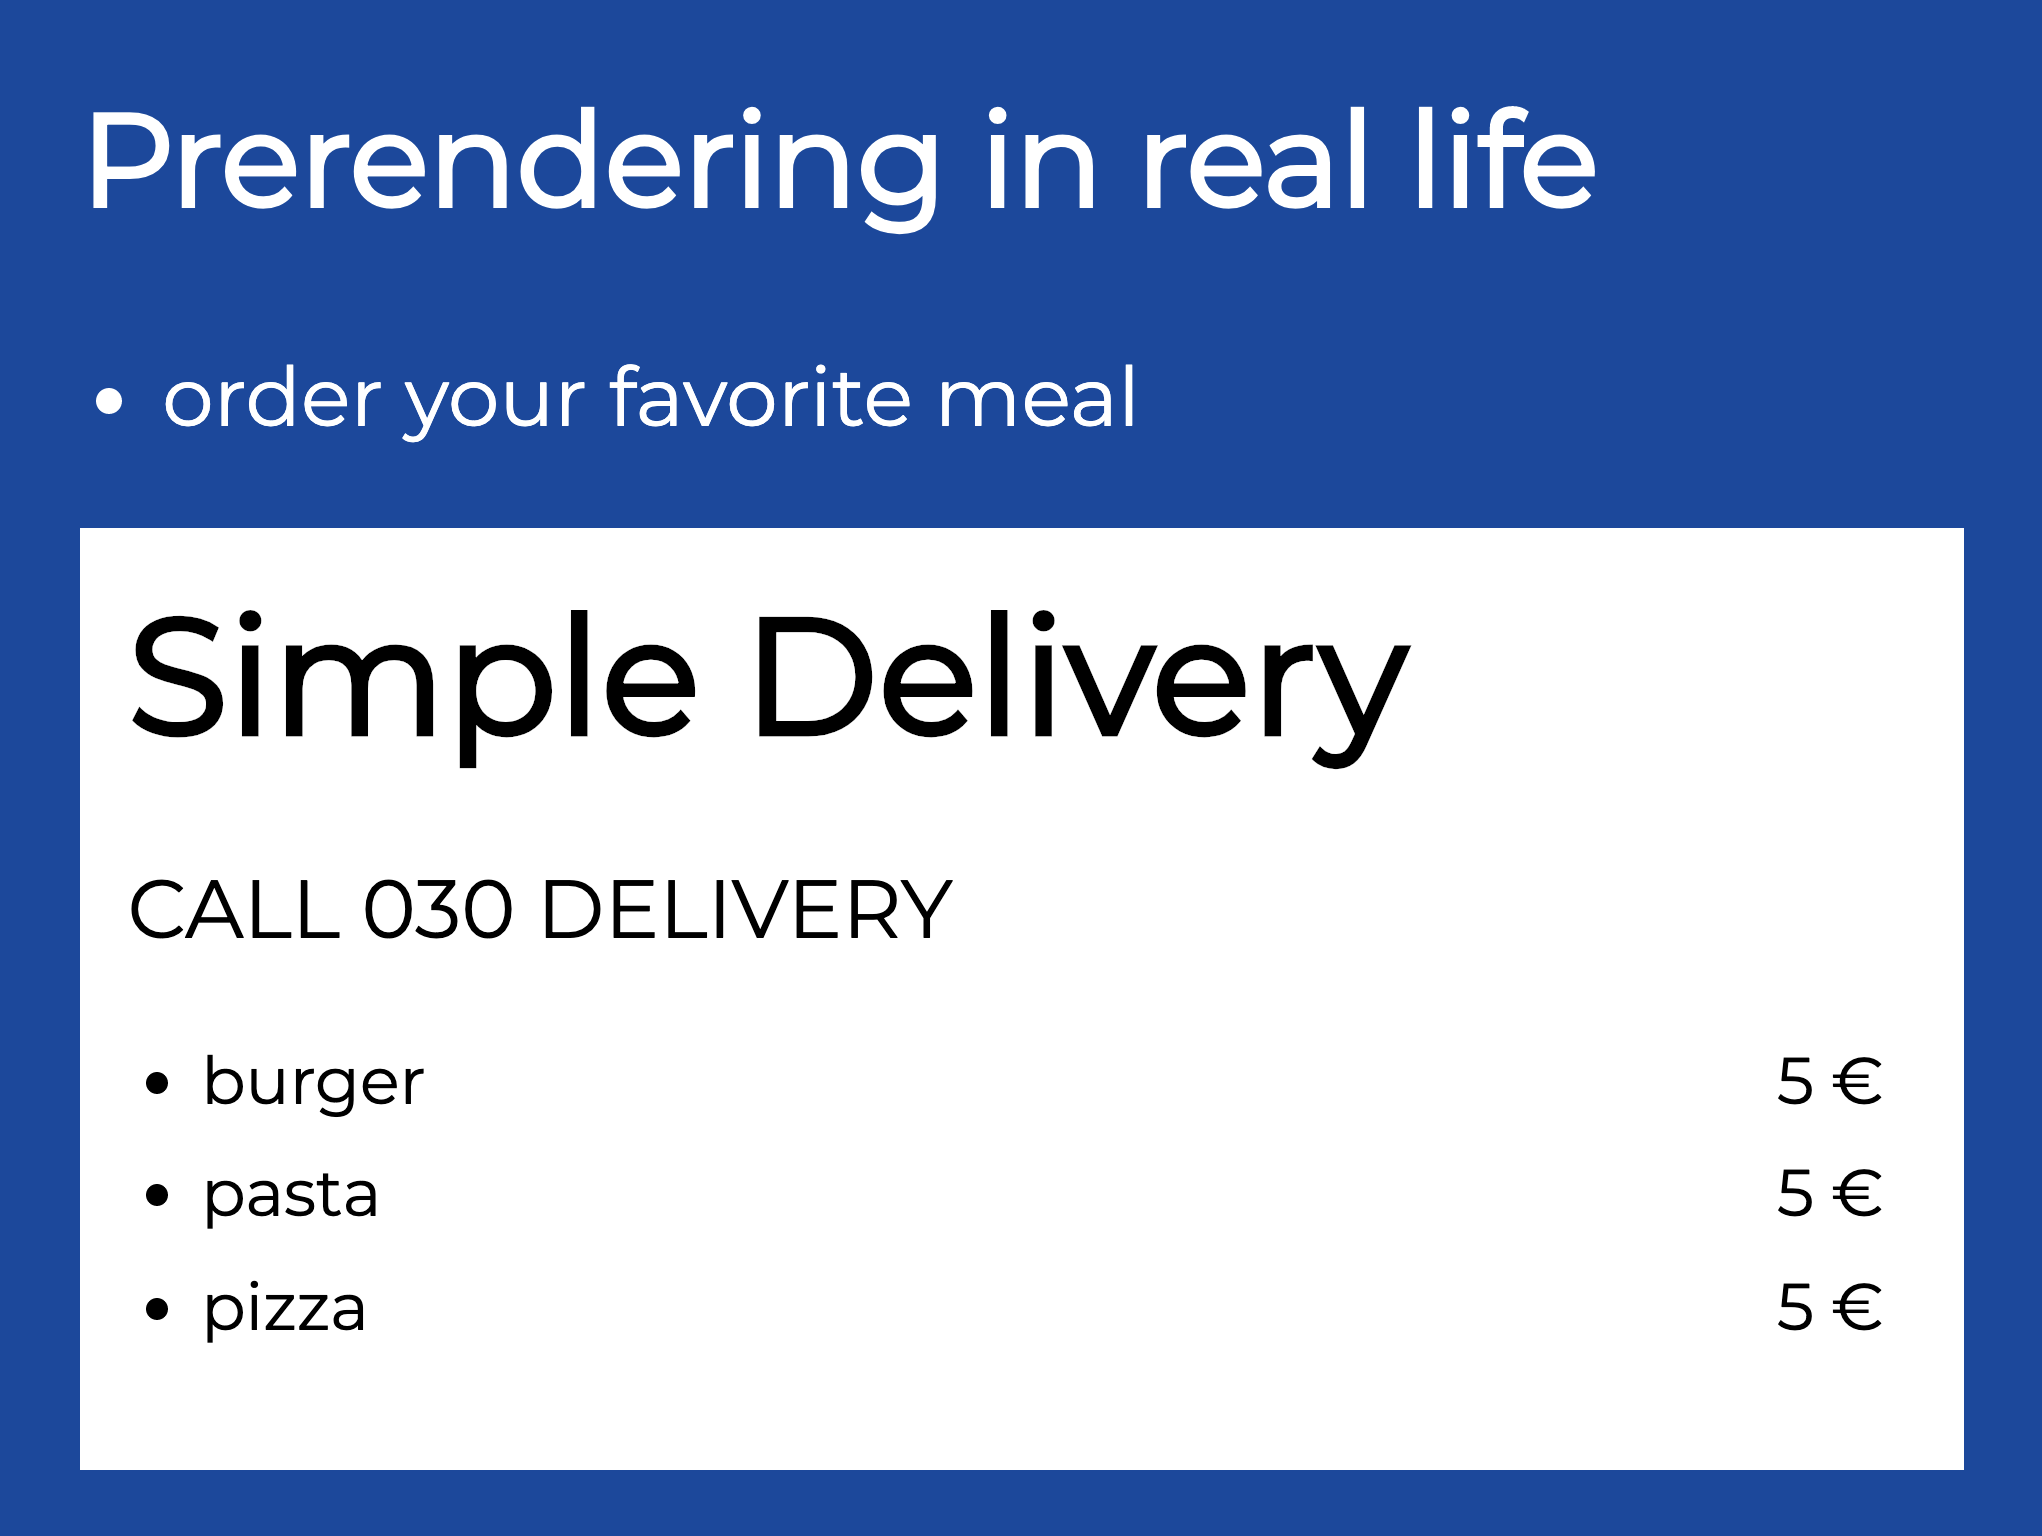 Prerendering in real life
• order your favorite meal
Simple Delivery
CALL 030 DELIVERY
• burger 5 €
• pasta 5 €
• pizza 5 €